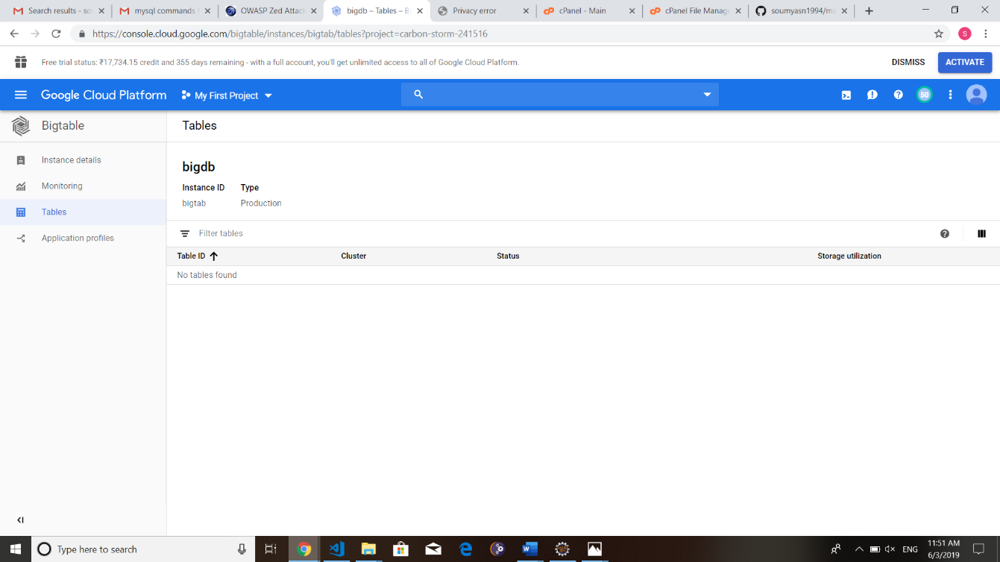 Search results - so
mysql commands
OWASP Zed Attack
bigdb – Tables – B
Privacy error
cPanel - Main
cPanel File Manag
soumyasn1994/ma
https://console.cloud.google.com/bigtable/instances/bigtab/tables?project=carbon-storm-241516
S
Free trial status: ₹17,734.15 credit and 355 days remaining - with a full account, you'll get unlimited access to all of Google Cloud Platform.
DISMISS
ACTIVATE
Google Cloud Platform
My First Project
50
Bigtable
Tables
Instance details
Monitoring
Tables
Application profiles
bigdb
Instance ID
Type
bigtab
Production
Filter tables
Table ID
Cluster
Status
Storage utilization
No tables found
Type here to search
ENG
11:51 AM
6/3/2019